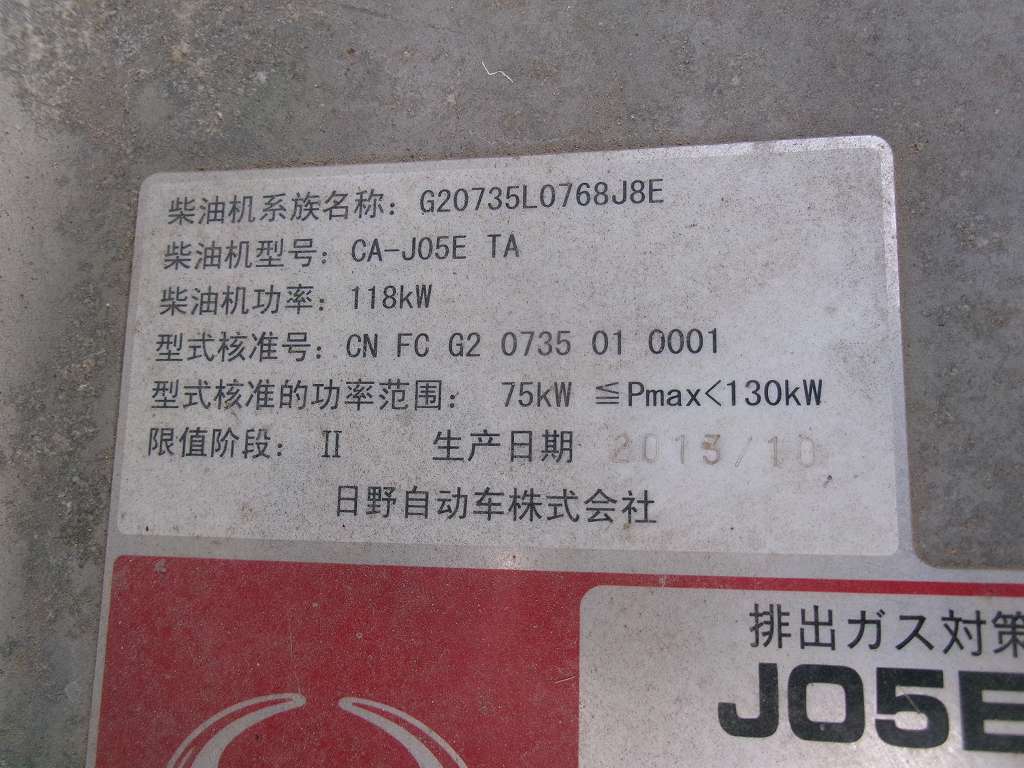 柴油机系族名称：G20735L0768J8E
柴油机型号：CA-J05E TA
柴油机功率：118kW
型式核准号：CN FC G2 0735 01 0001
型式核准的功率范围： 75kW ≦Pmax<130kW
限值阶段： Ⅱ 生产日期 2013/10
日野自动车株式会社
排出ガス対策
J05E